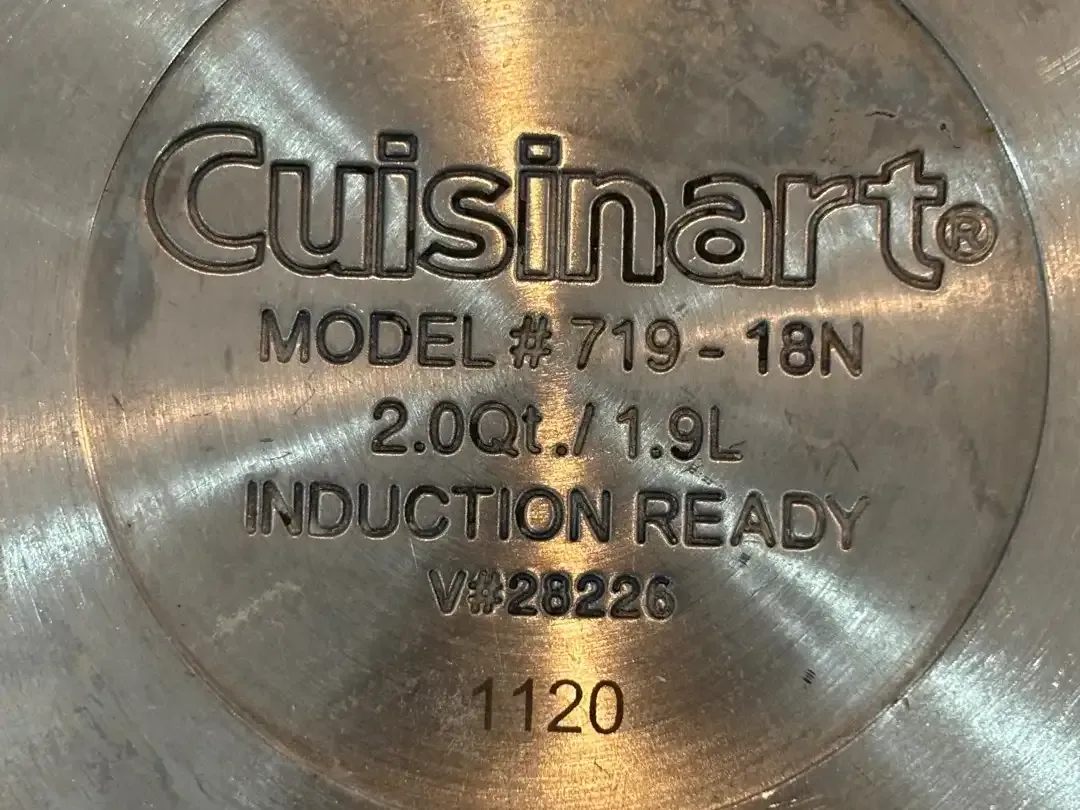 Cuisinart®
MODEL # 719 - 18N
2.0Qt./ 1.9L
INDUCTION READY
V#28226
1120